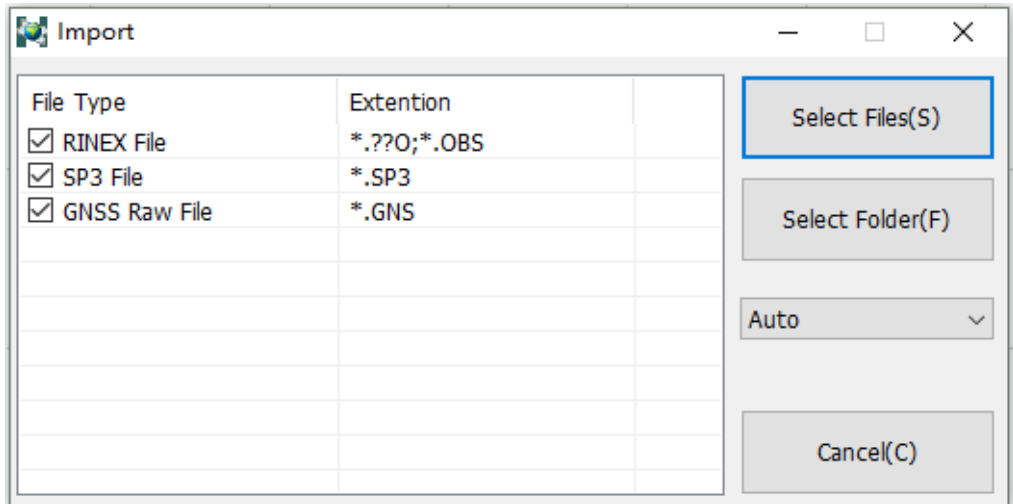 Import
File Type Extention
RINEX File *.??O;*.OBS
SP3 File *.SP3
GNSS Raw File *.GNS
Select Files(S)
Select Folder(F)
Auto
Cancel(C)